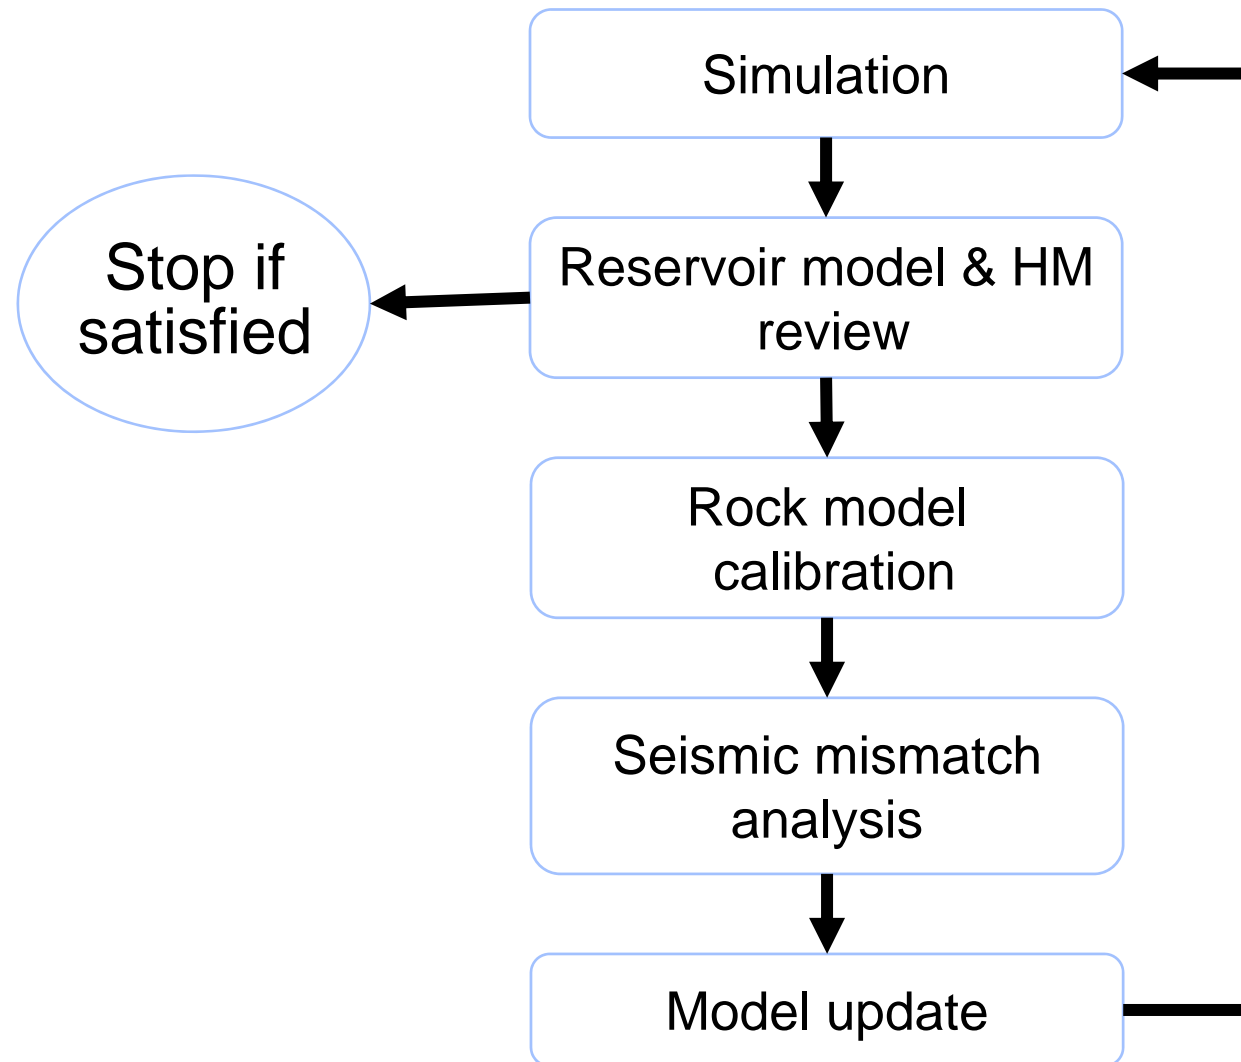 Simulation
Stop if
satisfied
Reservoir model & HM
review
Rock model
calibration
Seismic mismatch
analysis
Model update